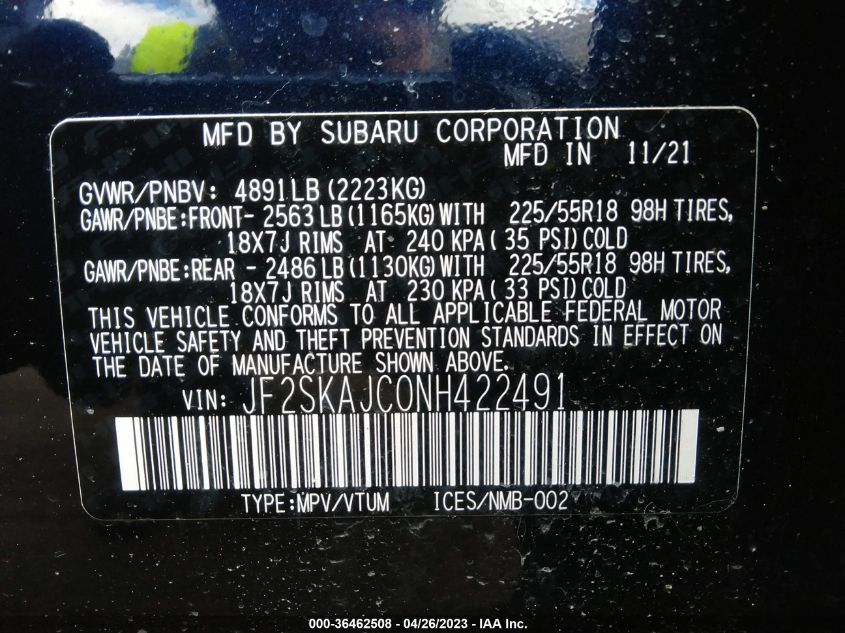 MFD BY SUBARU CORPORATION
MFD IN 11/21
GVWR/PNBV: 4891LB (2223KG)
GAWR/PNBE:FRONT- 2563 LB (1165KG) WITH 225/55R18 98H TIRES,
18X7J RIMS AT 240 KPA ( 35 PSI) COLD
GAWR/PNBE:REAR - 2486 LB (1130KG) WITH 225/55R18 98H TIRES,
18X7J RIMS AT 230 KPA ( 33 PSI) COLD
THIS VEHICLE CONFORMS TO ALL APPLICABLE FEDERAL MOTOR
VEHICLE SAFETY AND THEFT PREVENTION STANDARDS IN EFFECT ON
THE DATE OF MANUFACTURE SHOWN ABOVE.
VIN: JF2SKAJC0NH422491
TYPE:MPV/VTUM ICES/NMB-002
000-36462508 - 04/26/2023 - IAA Inc.